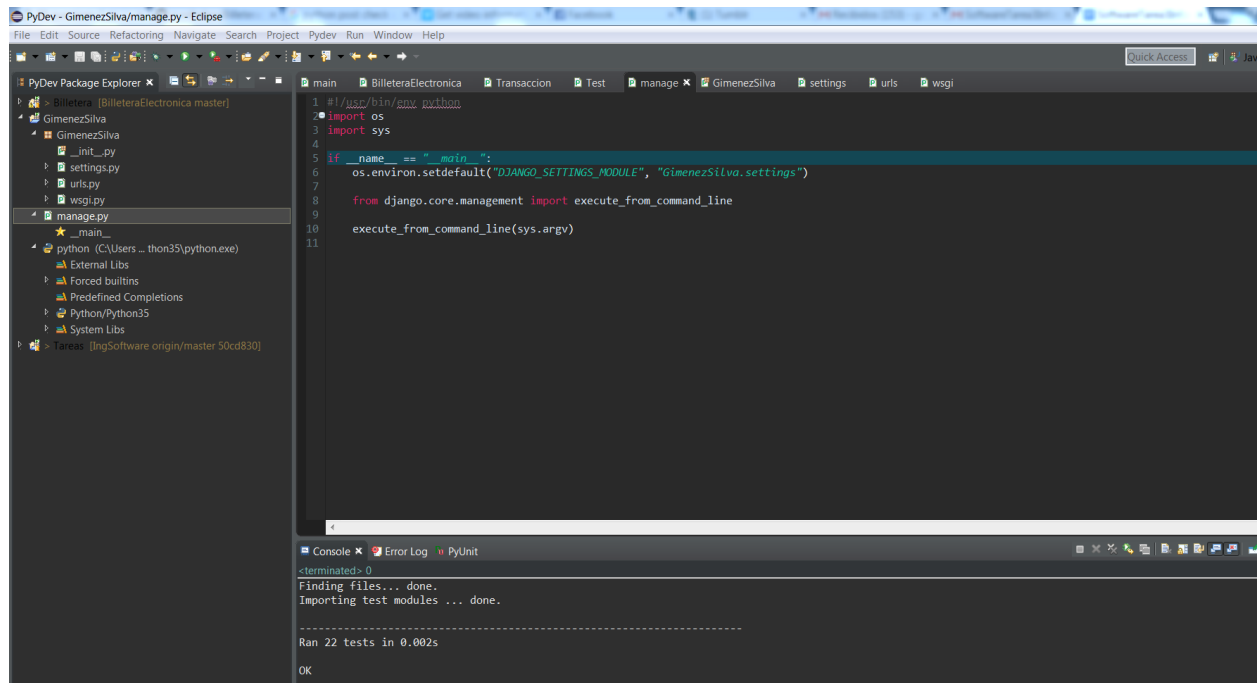 PyDev - GimenezSilva/manage.py - Eclipse
File Edit Source Refactoring Navigate Search Project Pydev Run Window Help
Quick Access
Jav
PyDev Package Explorer
> Billetera [BilleteraElectronica master]
GimenezSilva
GimenezSilva
__init__.py
settings.py
urls.py
wsgi.py
manage.py
__main__
python (C:\Users ... thon35\python.exe)
External Libs
Forced builtins
Predefined Completions
Python/Python35
System Libs
> Tareas [IngSoftware origin/master 50cd830]
main BilleteraElectronica Transaccion Test manage GimenezSilva settings urls wsgi
1 #!/usr/bin/env python
2 import os
3 import sys
4
5 if __name__ == "__main__":
6 os.environ.setdefault("DJANGO_SETTINGS_MODULE", "GimenezSilva.settings")
7
8 from django.core.management import execute_from_command_line
9
10 execute_from_command_line(sys.argv)
11
Console Error Log PyUnit
<terminated> 0
Finding files... done.
Importing test modules ... done.
----------------------------------------------------------------------
Ran 22 tests in 0.002s
OK